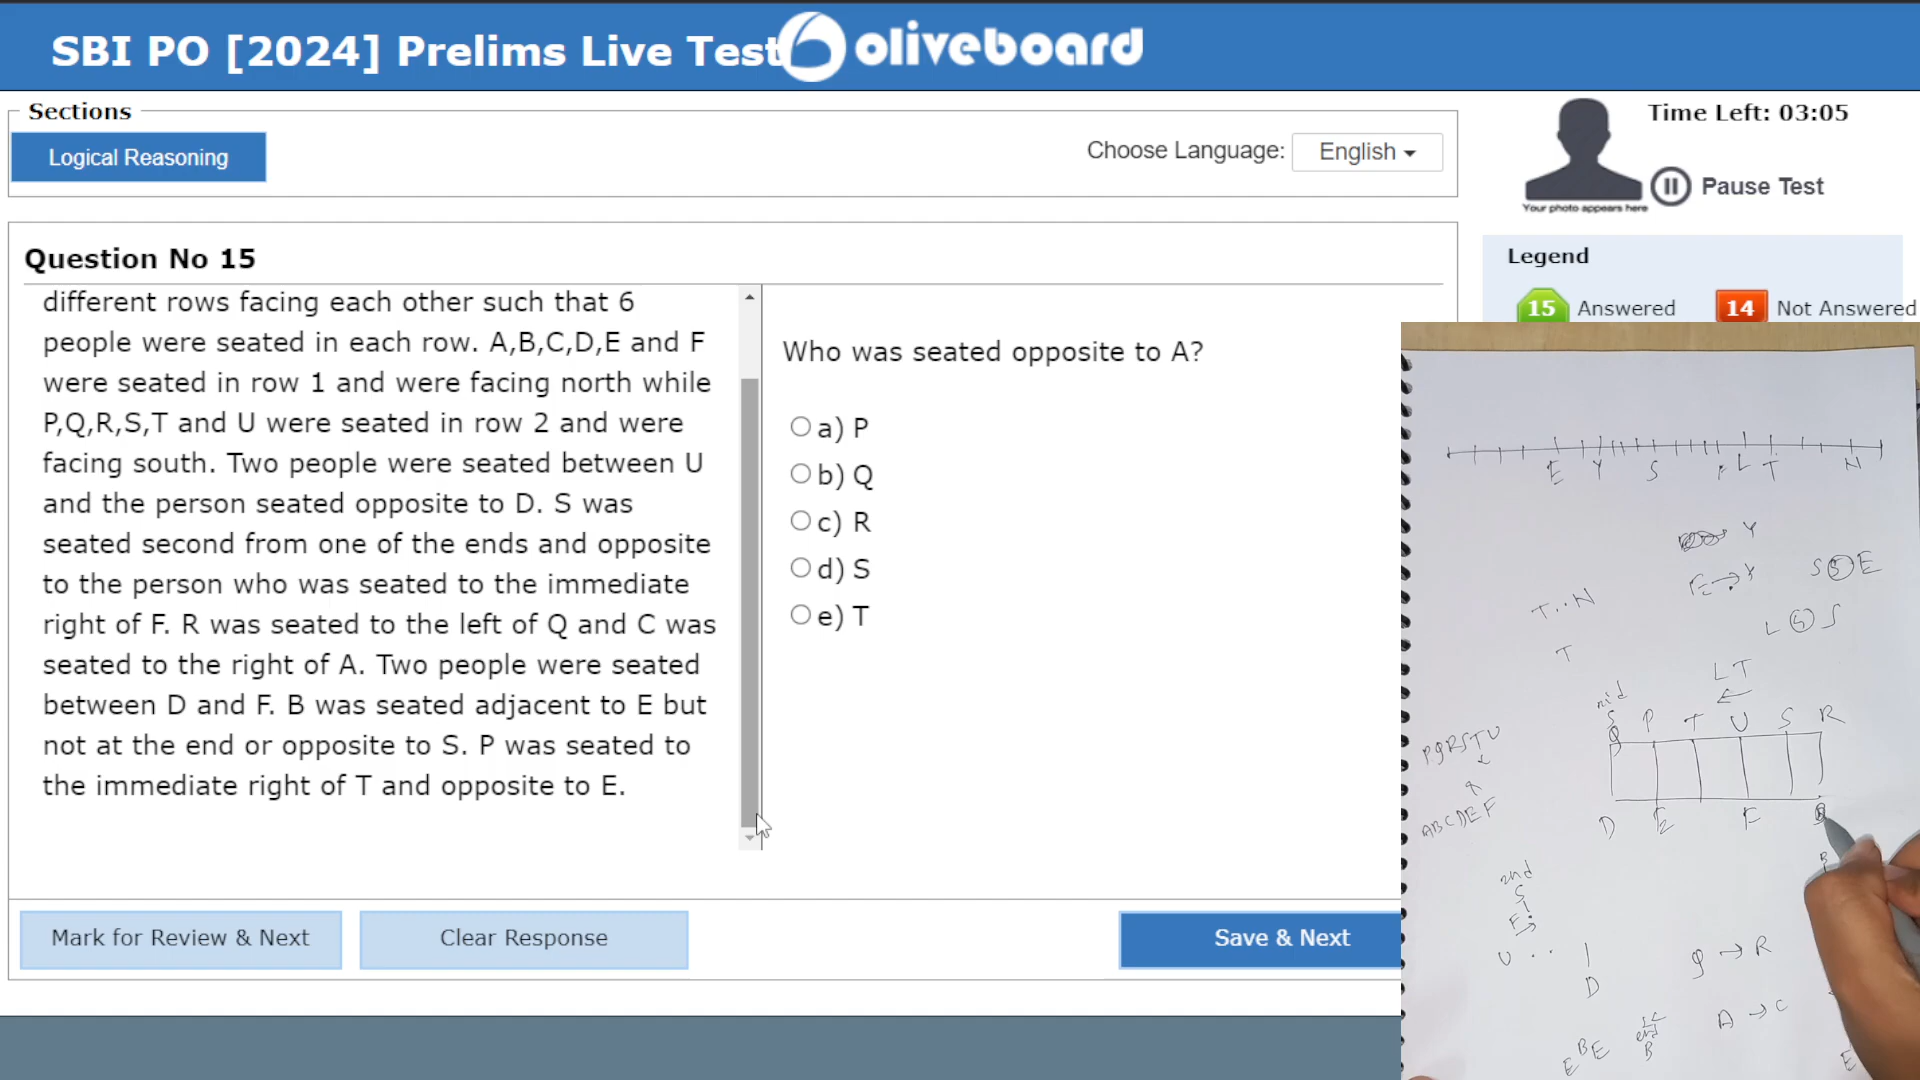 SBI PO [2024] Prelims Live Test
oliveboard
Sections
Logical Reasoning
Choose Language:
English
Time Left: 03:05
Your photo appears here
Pause Test
Question No 15
different rows facing each other such that 6
people were seated in each row. A,B,C,D,E and F
were seated in row 1 and were facing north while
P,Q,R,S,T and U were seated in row 2 and were
facing south. Two people were seated between U
and the person seated opposite to D. S was
seated second from one of the ends and opposite
to the person who was seated to the immediate
right of F. R was seated to the left of Q and C was
seated to the right of A. Two people were seated
between D and F. B was seated adjacent to E but
not at the end or opposite to S. P was seated to
the immediate right of T and opposite to E.
Who was seated opposite to A?
a) P
b) Q
c) R
d) S
e) T
Legend
15 Answered
14 Not Answered
Mark for Review & Next
Clear Response
Save & Next
E Y S L T N
Y
E → Y
S 5 E
T . . N
L S
T
L T
P T U S R
PQRSTU
ABCDEF
D E F
2nd
S
F
U . .
D
Q → R
A → C
E B E
B